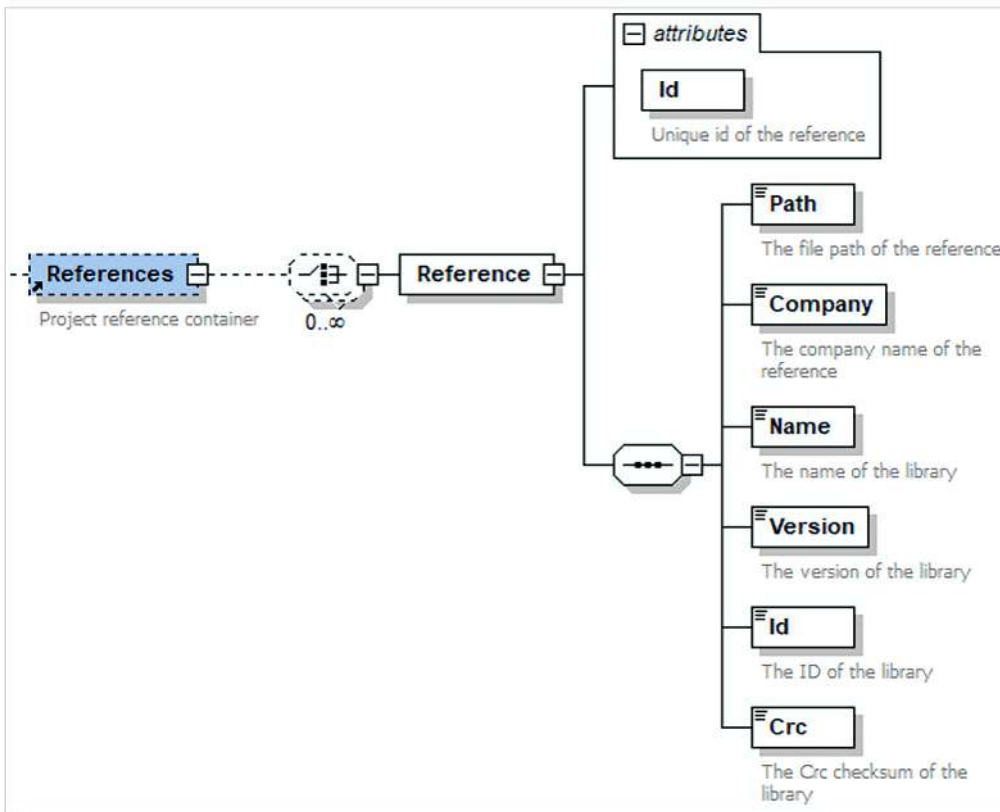 attributes
Id
Unique id of the reference
References
Project reference container
0..∞
Reference
Path
The file path of the reference
Company
The company name of the
reference
Name
The name of the library
Version
The version of the library
Id
The ID of the library
Crc
The Crc checksum of the
library